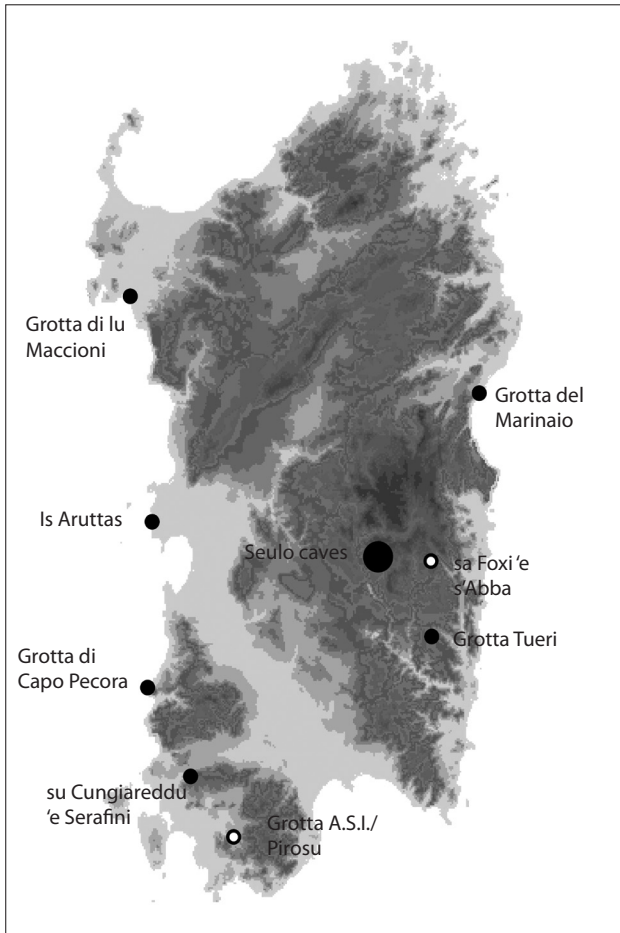 Grotta di lu
Maccioni
Grotta del
Marinaio
Is Aruttas
Seulo caves
sa Foxi ‘e
s’Abba
Grotta Tueri
Grotta di
Capo Pecora
su Cungiareddu
‘e Serafini
Grotta A.S.I./
Pirosu